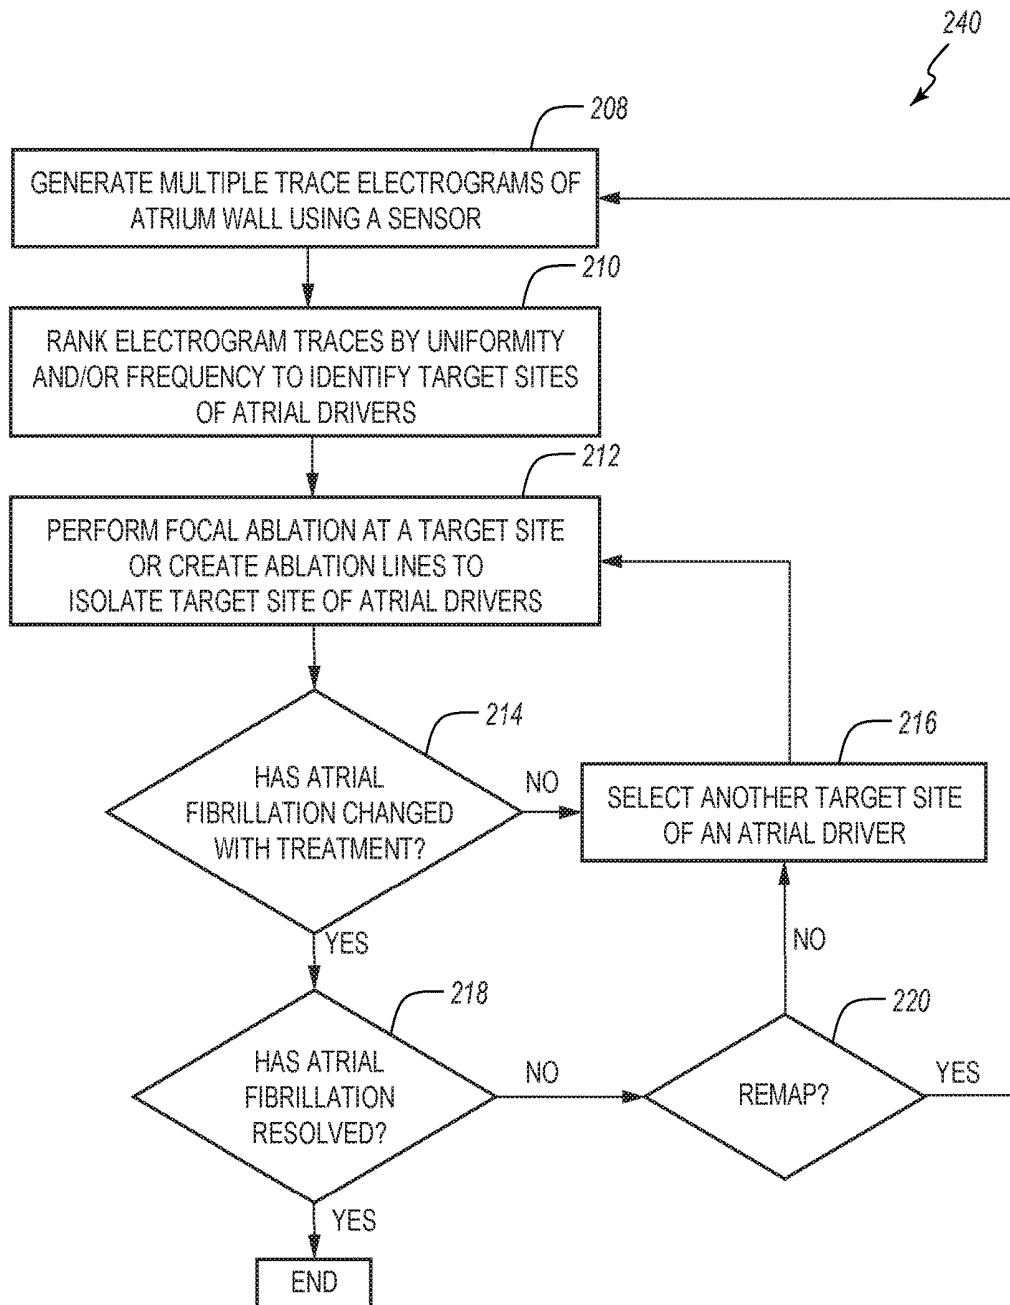 240
208
GENERATE MULTIPLE TRACE ELECTROGRAMS OF
ATRIUM WALL USING A SENSOR
210
RANK ELECTROGRAM TRACES BY UNIFORMITY
AND/OR FREQUENCY TO IDENTIFY TARGET SITES
OF ATRIAL DRIVERS
212
PERFORM FOCAL ABLATION AT A TARGET SITE
OR CREATE ABLATION LINES TO
ISOLATE TARGET SITE OF ATRIAL DRIVERS
214
HAS ATRIAL
FIBRILLATION CHANGED
WITH TREATMENT?
NO
216
SELECT ANOTHER TARGET SITE
OF AN ATRIAL DRIVER
YES
NO
218
HAS ATRIAL
FIBRILLATION
RESOLVED?
NO
220
REMAP?
YES
YES
END